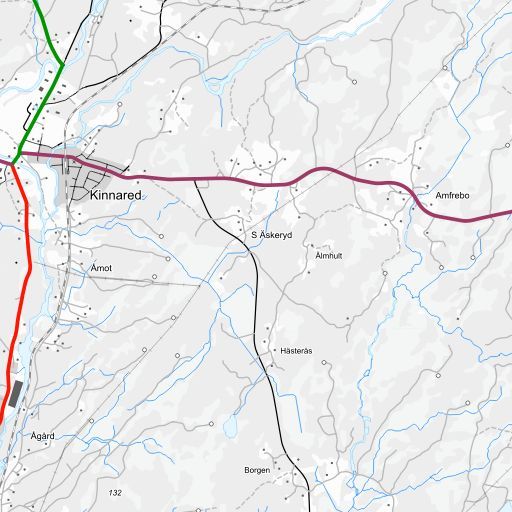 Kinnared
Amfrebo
S Äskeryd
Älmhult
Åmot
Hästerås
Ågård
Borgen
132